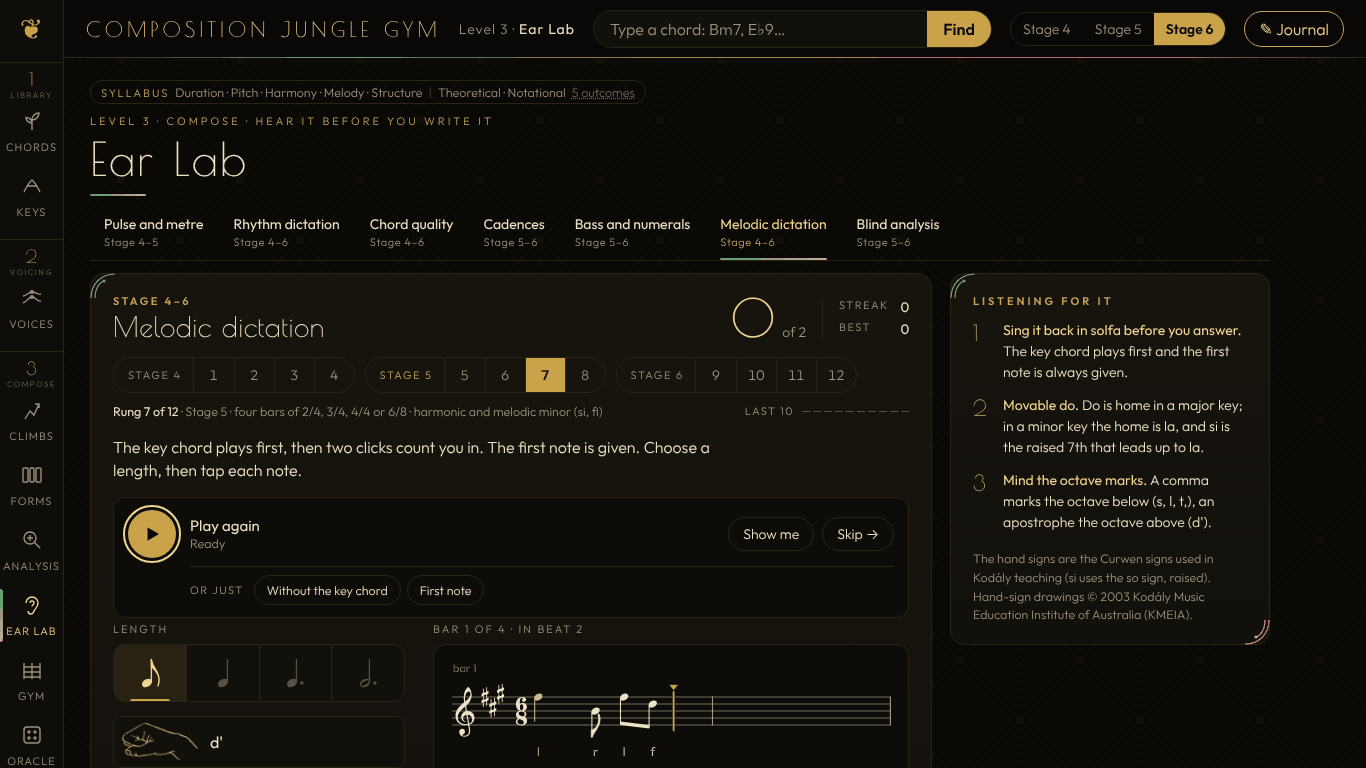 COMPOSITION JUNGLE GYM
Level 3 · Ear Lab
Type a chord: Bm7, E♭9...
Find
Stage 4
Stage 5
Stage 6
✎ Journal
1
LIBRARY
CHORDS
KEYS
2
VOICING
VOICES
3
COMPOSE
CLIMBS
FORMS
ANALYSIS
EAR LAB
GYM
ORACLE
SYLLABUS Duration · Pitch · Harmony · Melody · Structure | Theoretical · Notational 5 outcomes
LEVEL 3 · COMPOSE · HEAR IT BEFORE YOU WRITE IT
Ear Lab
Pulse and metre
Stage 4–5
Rhythm dictation
Stage 4–6
Chord quality
Stage 4–6
Cadences
Stage 5–6
Bass and numerals
Stage 5–6
Melodic dictation
Stage 4–6
Blind analysis
Stage 5–6
STAGE 4–6
Melodic dictation
of 2
STREAK 0
BEST 0
STAGE 4 1 2 3 4
STAGE 5 5 6 7 8
STAGE 6 9 10 11 12
Rung 7 of 12 · Stage 5 · four bars of 2/4, 3/4, 4/4 or 6/8 · harmonic and melodic minor (si, fi)
LAST 10
The key chord plays first, then two clicks count you in. The first note is given. Choose a
length, then tap each note.
Play again
Ready
Show me
Skip →
OR JUST
Without the key chord
First note
LENGTH
d'
BAR 1 OF 4 · IN BEAT 2
bar 1
6
8
l r l f
LISTENING FOR IT
1
Sing it back in solfa before you answer.
The key chord plays first and the first
note is always given.
2
Movable do. Do is home in a major key;
in a minor key the home is la, and si is
the raised 7th that leads up to la.
3
Mind the octave marks. A comma
marks the octave below (s, l, t,), an
apostrophe the octave above (d').
The hand signs are the Curwen signs used in
Kodály teaching (si uses the so sign, raised).
Hand-sign drawings © 2003 Kodály Music
Education Institute of Australia (KMEIA).